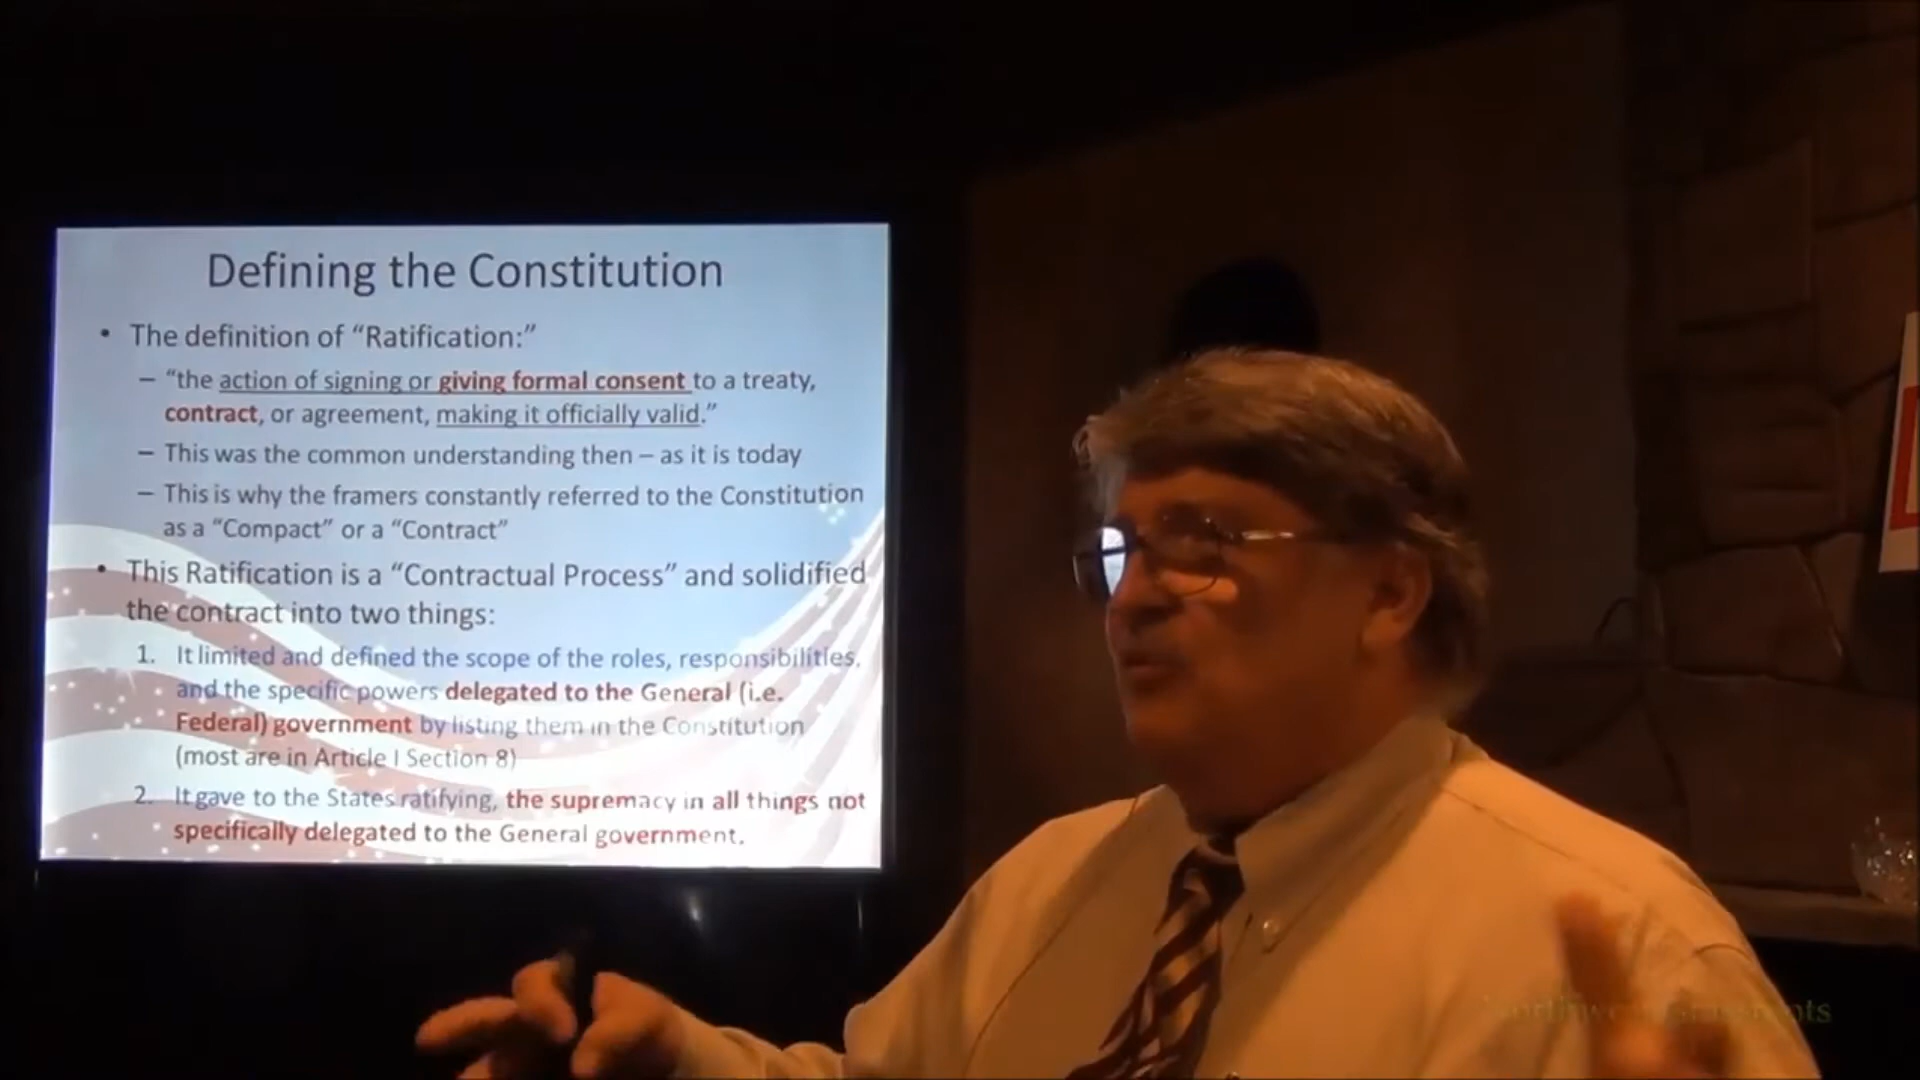 Defining the Constitution
• The definition of “Ratification:”
– “the action of signing or giving formal consent to a treaty,
contract, or agreement, making it officially valid.”
– This was the common understanding then – as it is today
– This is why the framers constantly referred to the Constitution
as a “Compact” or a “Contract”
• This Ratification is a “Contractual Process” and solidified
the contract into two things:
1. It limited and defined the scope of the roles, responsibilities,
and the specific powers delegated to the General (i.e.
Federal) government by listing them in the Constitution
(most are in Article I Section 8)
2. It gave to the States ratifying, the supremacy in all things not
specifically delegated to the General government.